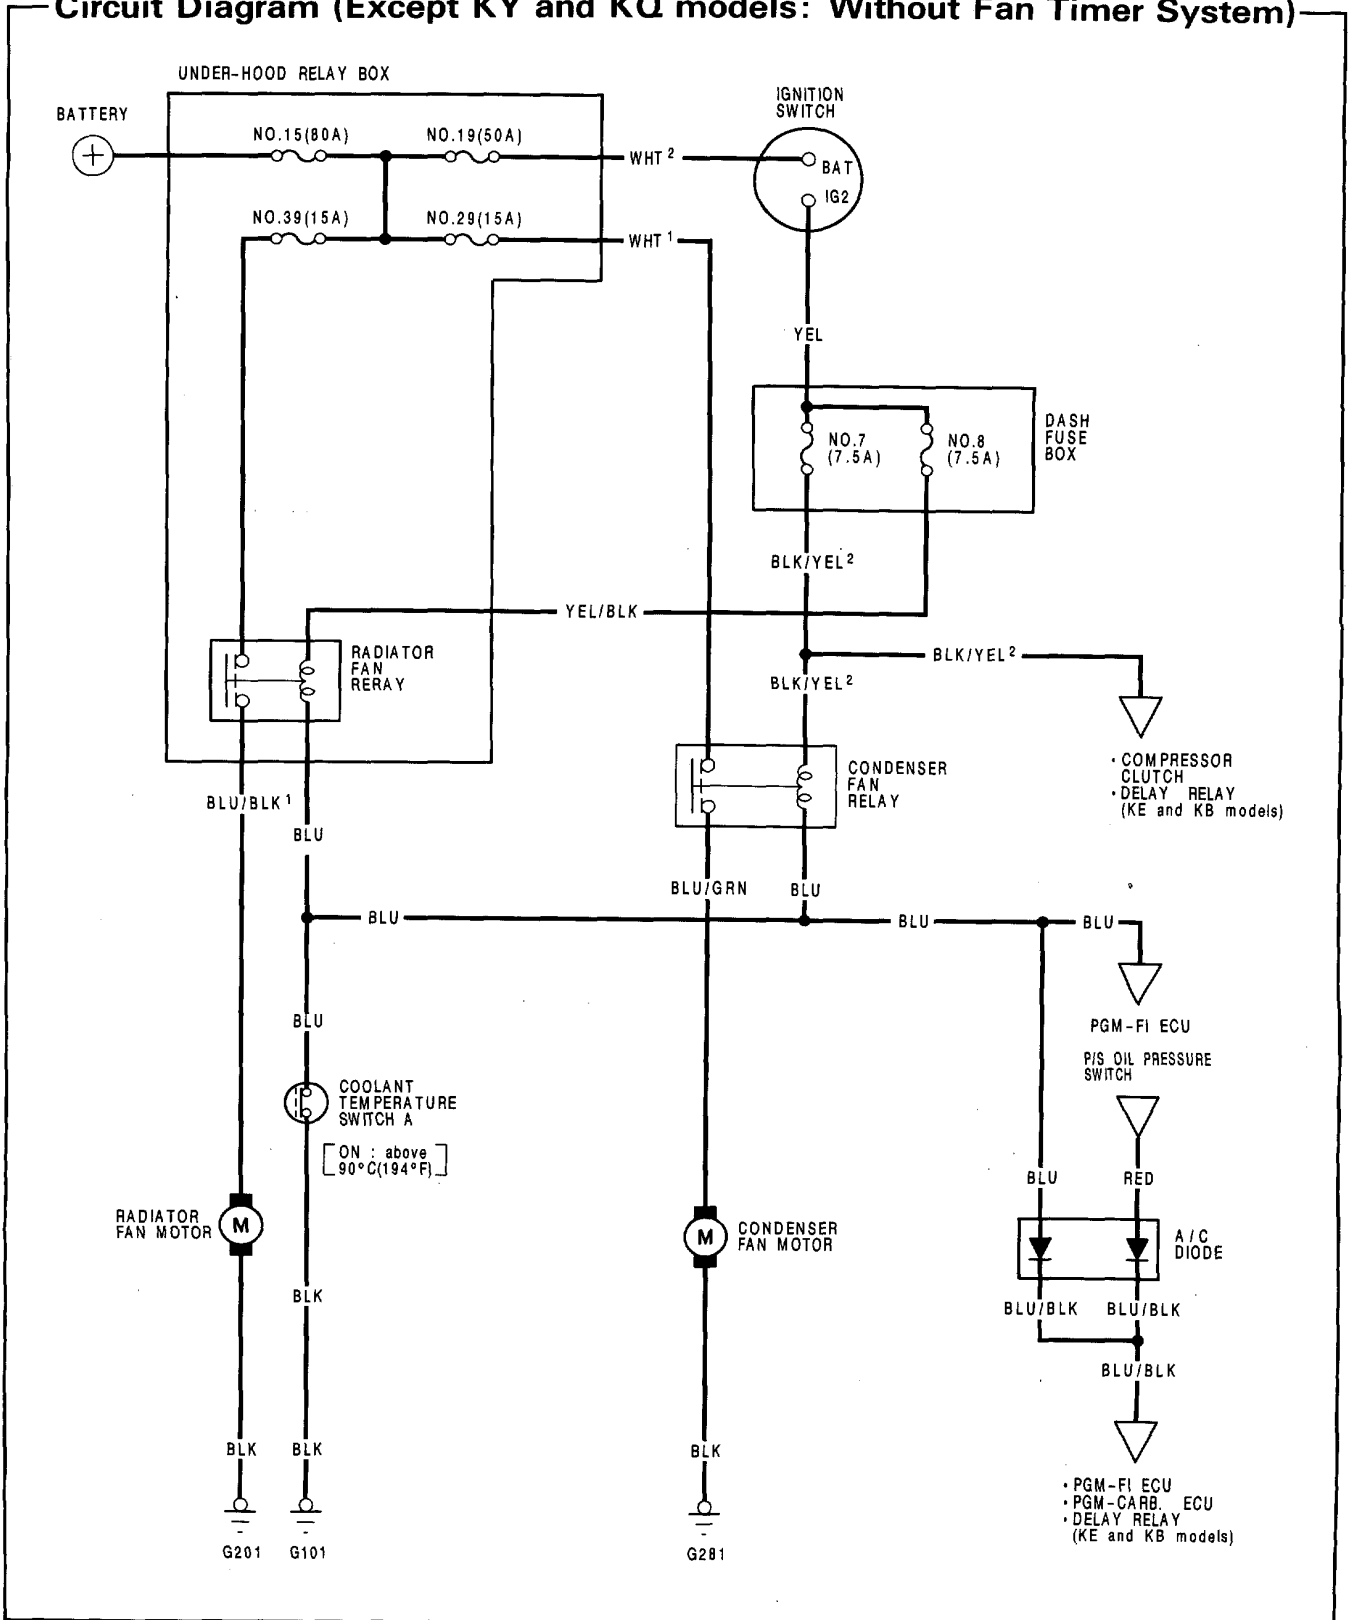 Circuit Diagram (Except KY and KQ models: Without Fan Timer System)
UNDER-HOOD RELAY BOX
BATTERY
NO.15(80A)
NO.19(50A)
WHT 2
IGNITION
SWITCH
BAT
IG2
NO.39(15A)
NO.29(15A)
WHT 1
YEL
NO.7
(7.5A)
NO.8
(7.5A)
DASH
FUSE
BOX
BLK/YEL 2
YEL/BLK
RADIATOR
FAN
RERAY
BLK/YEL 2
BLK/YEL 2
CONDENSER
FAN
RELAY
• COMPRESSOR
CLUTCH
• DELAY RELAY
(KE and KB models)
BLU/BLK 1
BLU
BLU/GRN
BLU
BLU
BLU
BLU
PGM-FI ECU
BLU
P/S OIL PRESSURE
SWITCH
COOLANT
TEMPERATURE
SWITCH A
[ON : above
90°C(194°F)]
BLU
RED
RADIATOR
FAN MOTOR
M
M
CONDENSER
FAN MOTOR
A/C
DIODE
BLK
BLU/BLK
BLU/BLK
BLU/BLK
BLK
BLK
BLK
• PGM-FI ECU
• PGM-CARB. ECU
• DELAY RELAY
(KE and KB models)
G201
G101
G281